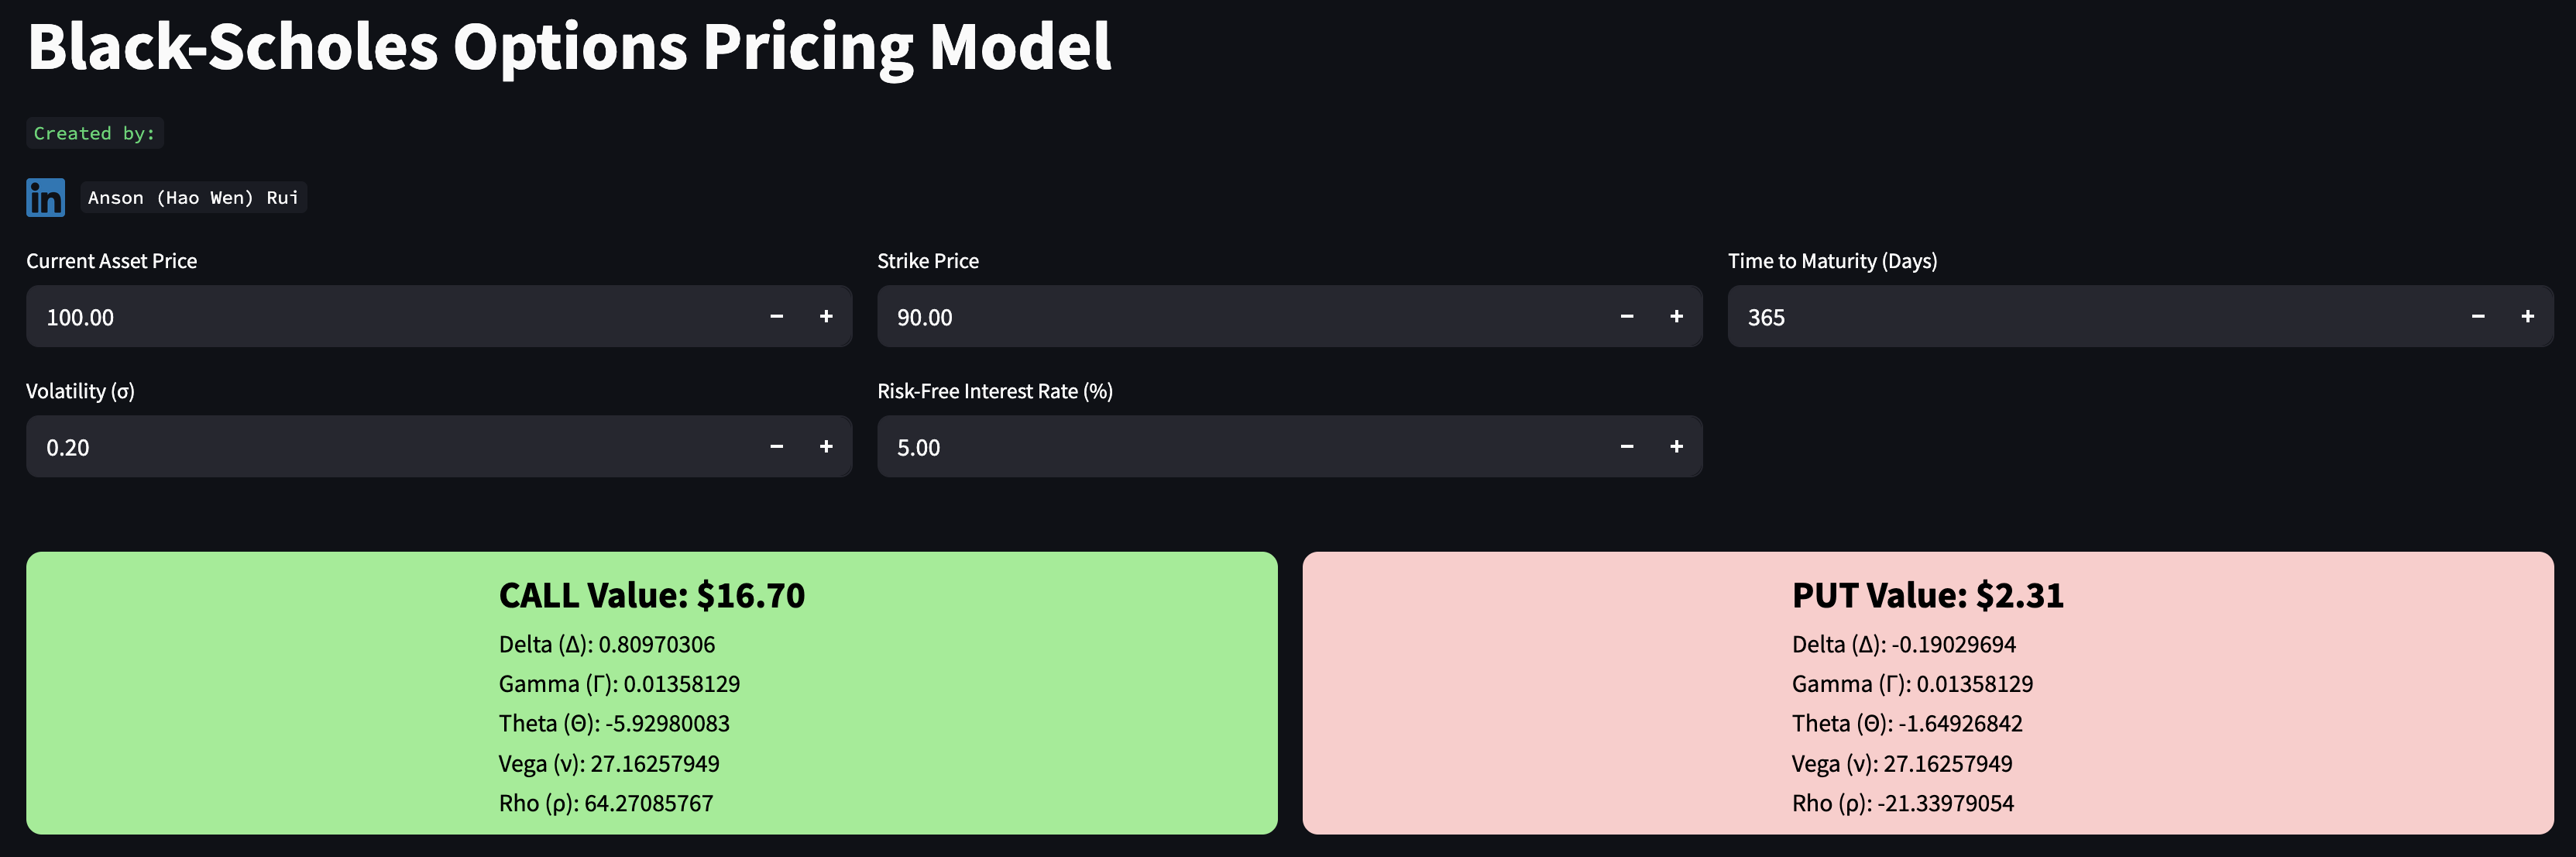 Black-Scholes Options Pricing Model
Created by:
in Anson (Hao Wen) Rui
Current Asset Price
100.00
Strike Price
90.00
Time to Maturity (Days)
365
Volatility (σ)
0.20
Risk-Free Interest Rate (%)
5.00
CALL Value: $16.70
Delta (Δ): 0.80970306
Gamma (Γ): 0.01358129
Theta (Θ): -5.92980083
Vega (ν): 27.16257949
Rho (ρ): 64.27085767
PUT Value: $2.31
Delta (Δ): -0.19029694
Gamma (Γ): 0.01358129
Theta (Θ): -1.64926842
Vega (ν): 27.16257949
Rho (ρ): -21.33979054